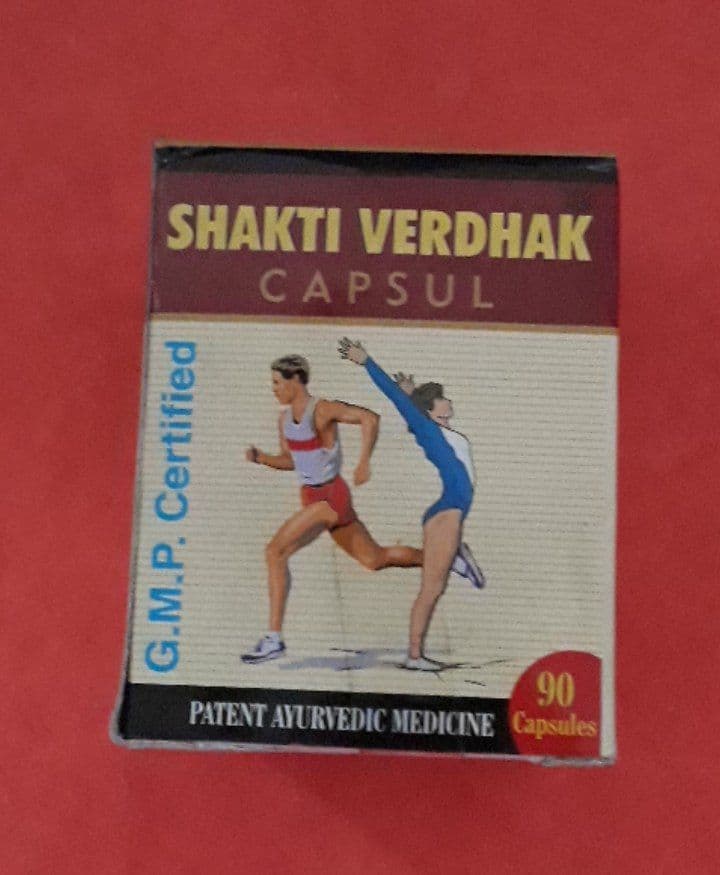 SHAKTI VERDHAK
CAPSUL
G.M.P. Certified
PATENT AYURVEDIC MEDICINE
90
Capsules